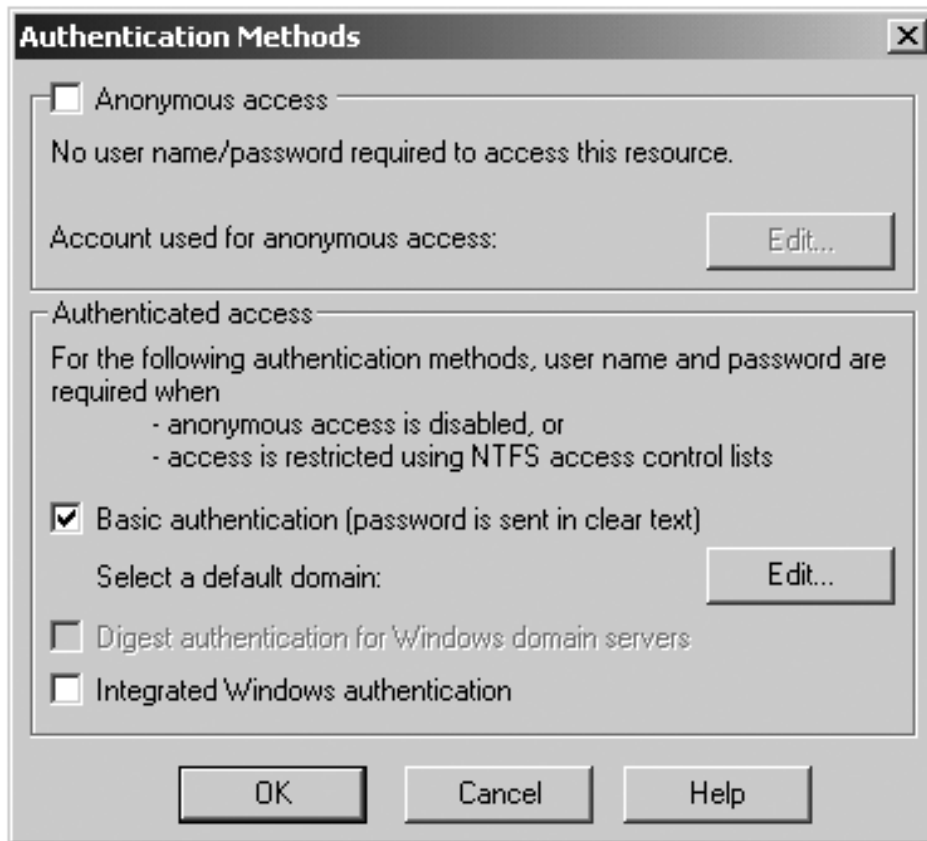 Authentication Methods
Anonymous access
No user name/password required to access this resource.
Account used for anonymous access:
Edit...
Authenticated access
For the following authentication methods, user name and password are
required when
- anonymous access is disabled, or
- access is restricted using NTFS access control lists
Basic authentication (password is sent in clear text)
Select a default domain:
Edit...
Digest authentication for Windows domain servers
Integrated Windows authentication
OK
Cancel
Help